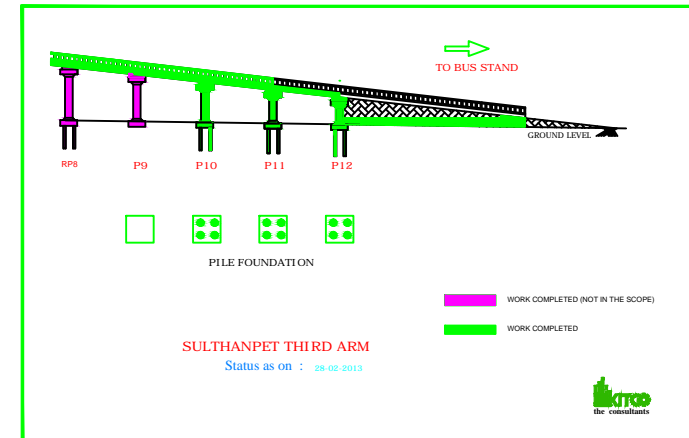 TO BUS STAND
GROUND LEVEL
RP8 P9 P10 P11 P12
PILE FOUNDATION
WORK COMPLETED (NOT IN THE SCOPE)
WORK COMPLETED
SULTHANPET THIRD ARM
Status as on : 28-02-2013
KITCO
the consultants